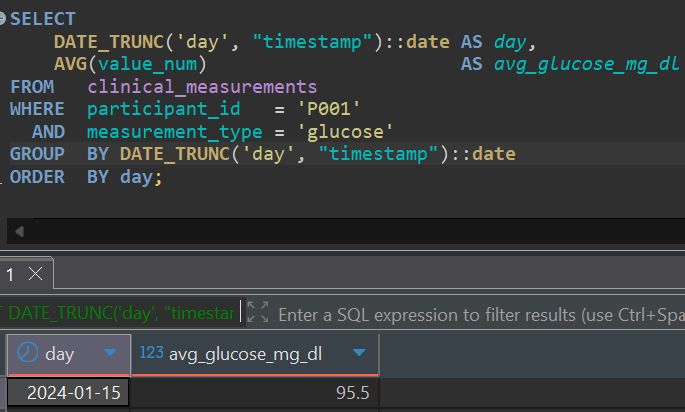 SELECT
DATE_TRUNC('day', "timestamp")::date AS day,
AVG(value_num) AS avg_glucose_mg_dl
FROM clinical_measurements
WHERE participant_id = 'P001'
AND measurement_type = 'glucose'
GROUP BY DATE_TRUNC('day', "timestamp")::date
ORDER BY day;
1
T DATE_TRUNC('day', "timestar Enter a SQL expression to filter results (use Ctrl+Spa
day 123 avg_glucose_mg_dl
2024-01-15 95.5